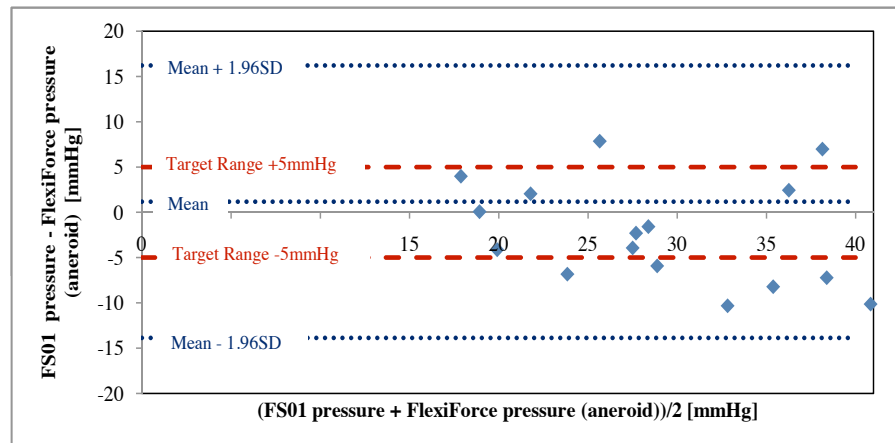 20
15
10
5
0
-5
-10
-15
-20
FS01 pressure - FlexiForce pressure
(aneroid) [mmHg]
Mean + 1.96SD
Target Range +5mmHg
Mean
Target Range -5mmHg
Mean - 1.96SD
0 15 20 25 30 35 40
(FS01 pressure + FlexiForce pressure (aneroid))/2 [mmHg]